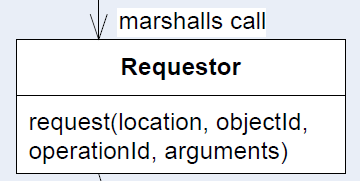 marshalls call
Requestor
request(location, objectId,
operationId, arguments)